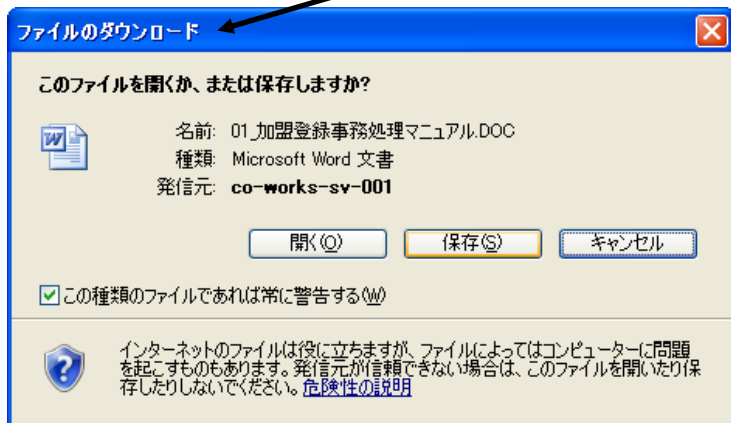 ファイルのダウンロード
このファイルを開くか、または保存しますか?
名前: 01_加盟登録事務処理マニュアル.DOC
種類: Microsoft Word 文書
発信元: co-works-sv-001
開く(O) 保存(S) キャンセル
この種類のファイルであれば常に警告する(W)
インターネットのファイルは役に立ちますが、ファイルによってはコンピューターに問題
を起こすものもあります。発信元が信頼できない場合は、このファイルを開いたり保
存したりしないでください。危険性の説明